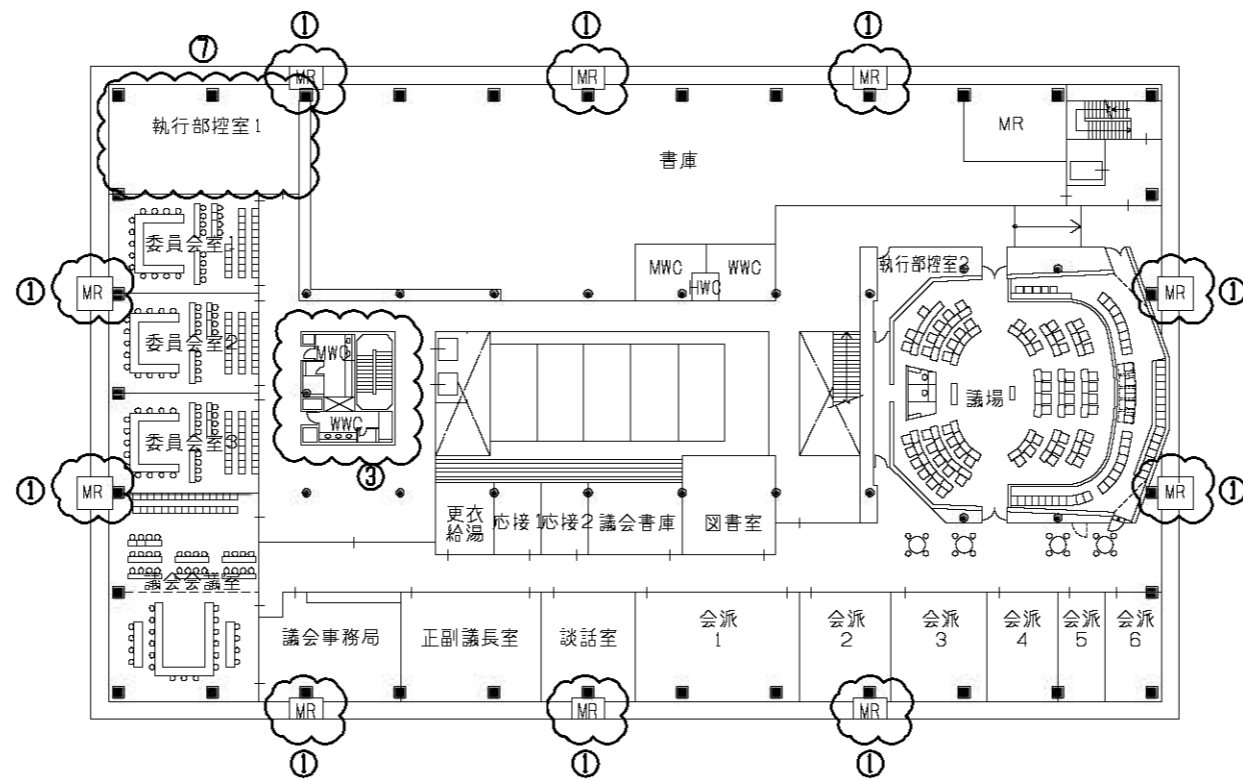 ① ① ①
⑦
MR MR MR
執行部控室1
MR
書庫
委員会室1
MWC WWC
HWC
執行部控室2
① MR
MR ①
委員会室2
MWC
議場
WWC
委員会室3
③
① MR
MR ①
更衣
給湯
応接1
応接2
議会書庫
図書室
議会会議室
議会事務局
正副議長室
談話室
会派
1
会派
2
会派
3
会派
4
会派
5
会派
6
MR MR MR
① ① ①